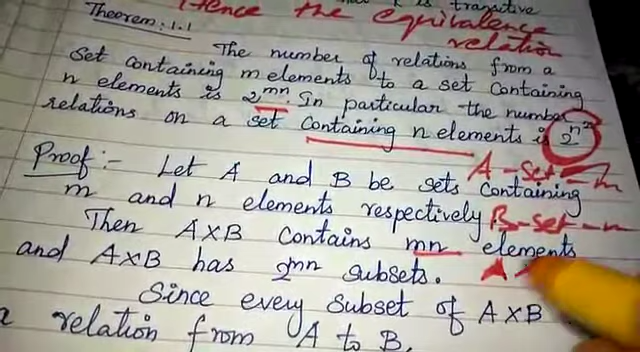 is transitive
Hence the equivalence
relation
Theorem:1.1
The number of relations from a
set containing m elements to a set containing
n elements is 2^mn. In particular the number
relations on a set containing n elements is 2^n²
A - set - m
Proof :- Let A and B be sets containing
m and n elements respectively B - set - n
Then A×B contains mn elements
and A×B has 2^mn subsets. A
Since every subset of A×B
a relation from A to B.